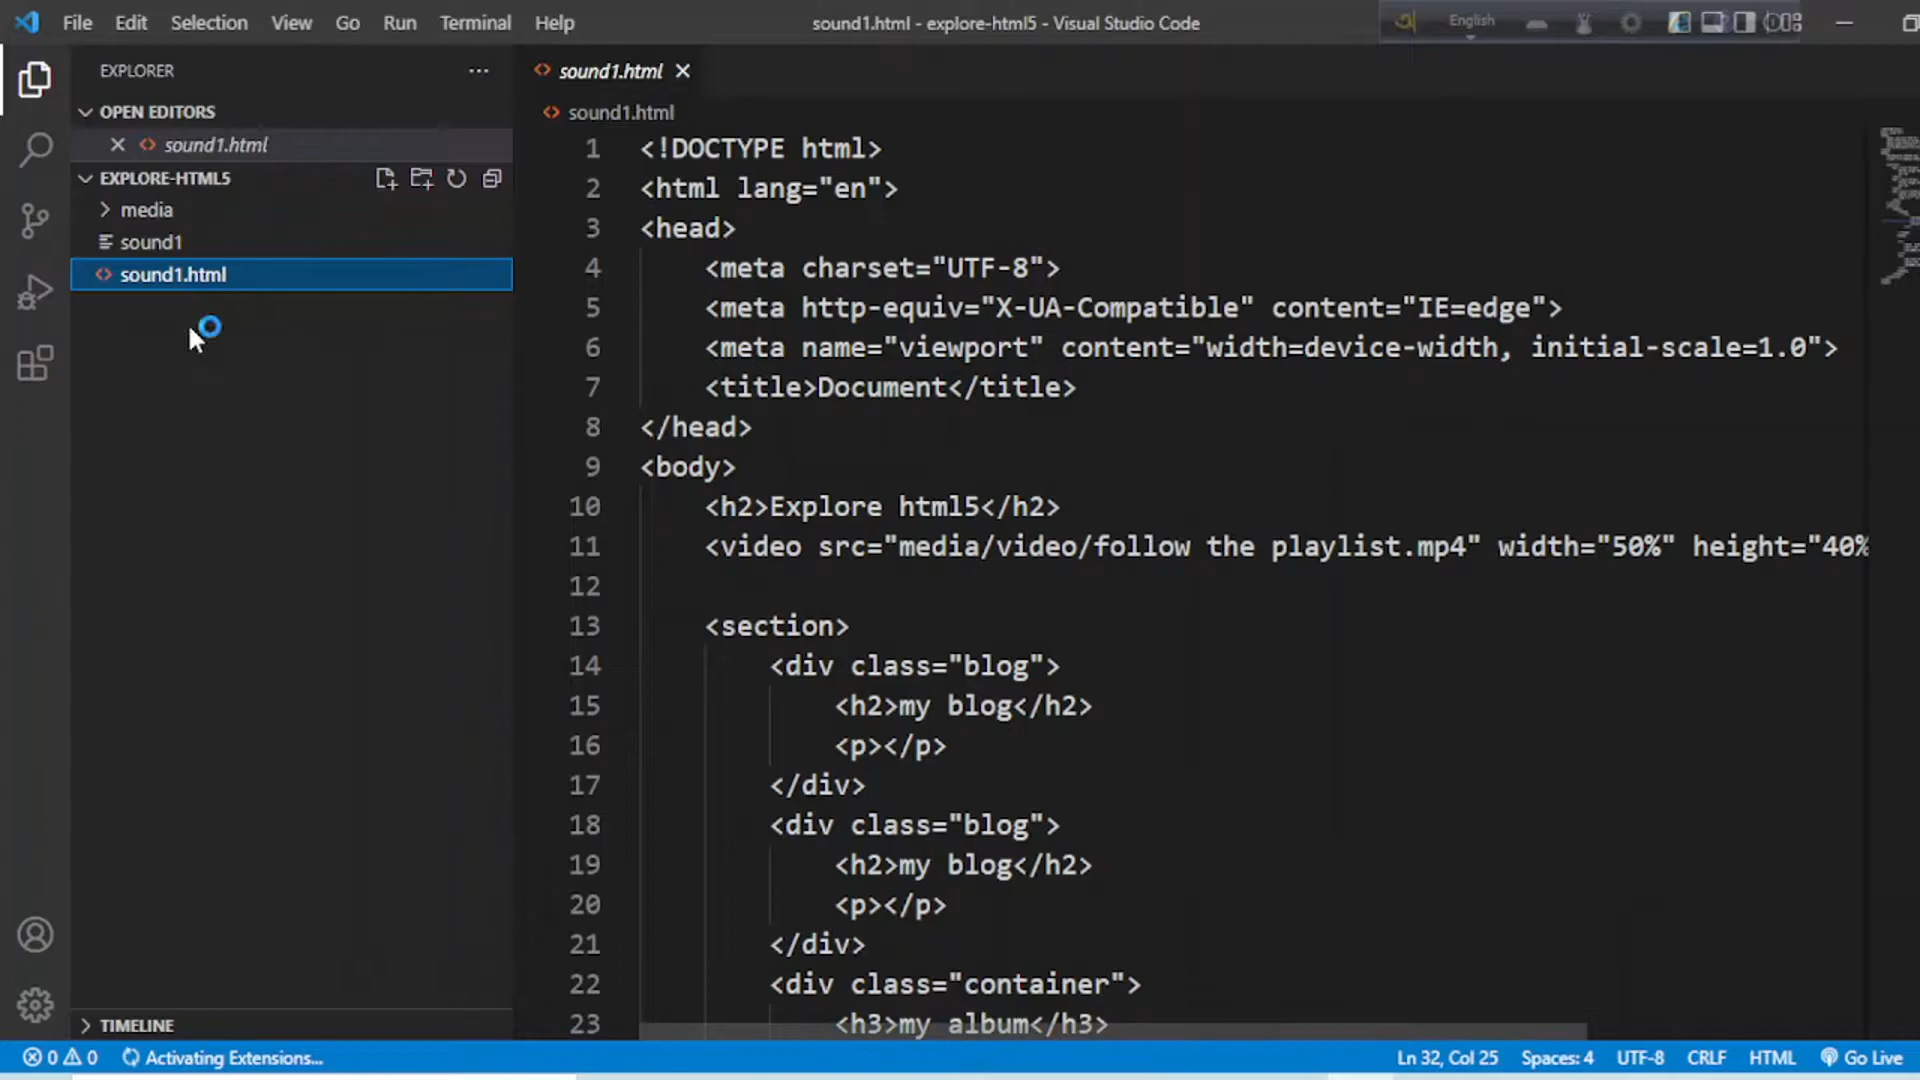 File Edit Selection View Go Run Terminal Help
sound1.html - explore-html5 - Visual Studio Code
English
EXPLORER
OPEN EDITORS
sound1.html
EXPLORE-HTML5
media
sound1
sound1.html
TIMELINE
sound1.html
sound1.html
1 <!DOCTYPE html>
2 <html lang="en">
3 <head>
4 <meta charset="UTF-8">
5 <meta http-equiv="X-UA-Compatible" content="IE=edge">
6 <meta name="viewport" content="width=device-width, initial-scale=1.0">
7 <title>Document</title>
8 </head>
9 <body>
10 <h2>Explore html5</h2>
11 <video src="media/video/follow the playlist.mp4" width="50%" height="40%
12
13 <section>
14 <div class="blog">
15 <h2>my blog</h2>
16 <p></p>
17 </div>
18 <div class="blog">
19 <h2>my blog</h2>
20 <p></p>
21 </div>
22 <div class="container">
23 <h3>my album</h3>
0 0 Activating Extensions...
Ln 32, Col 25 Spaces: 4 UTF-8 CRLF HTML Go Live